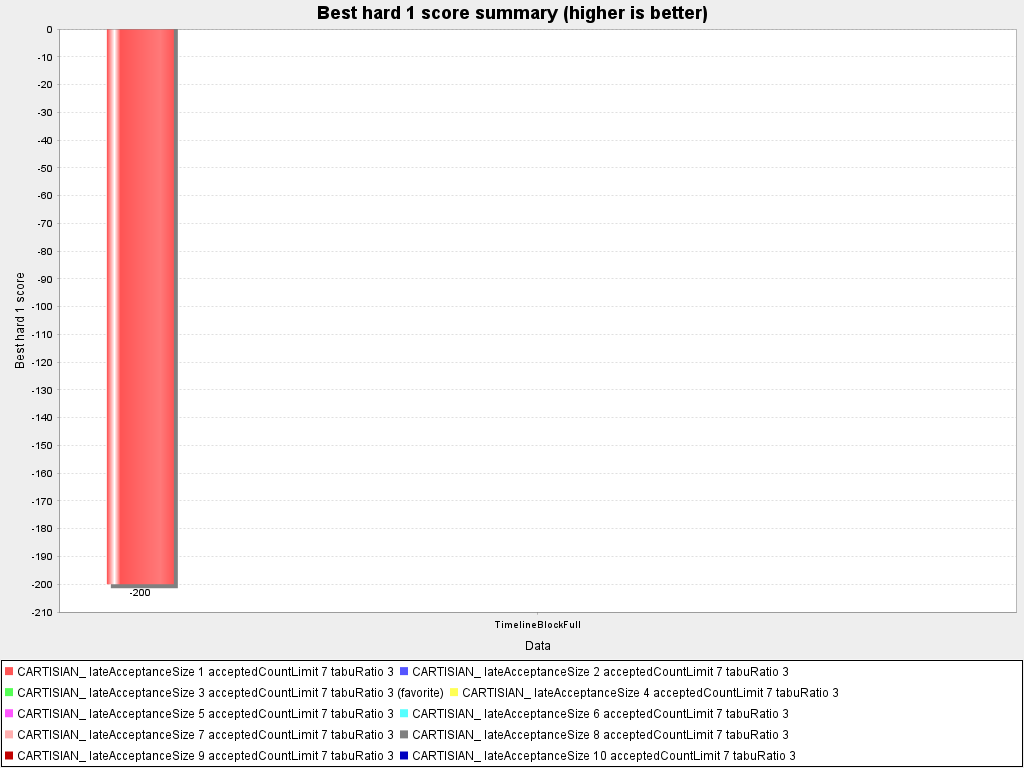 Best hard 1 score summary (higher is better)
Best hard 1 score
0
-10
-20
-30
-40
-50
-60
-70
-80
-90
-100
-110
-120
-130
-140
-150
-160
-170
-180
-190
-200
-210
-200
TimelineBlockFull
Data
CARTISIAN_ lateAcceptanceSize 1 acceptedCountLimit 7 tabuRatio 3 CARTISIAN_ lateAcceptanceSize 2 acceptedCountLimit 7 tabuRatio 3
CARTISIAN_ lateAcceptanceSize 3 acceptedCountLimit 7 tabuRatio 3 (favorite) CARTISIAN_ lateAcceptanceSize 4 acceptedCountLimit 7 tabuRatio 3
CARTISIAN_ lateAcceptanceSize 5 acceptedCountLimit 7 tabuRatio 3 CARTISIAN_ lateAcceptanceSize 6 acceptedCountLimit 7 tabuRatio 3
CARTISIAN_ lateAcceptanceSize 7 acceptedCountLimit 7 tabuRatio 3 CARTISIAN_ lateAcceptanceSize 8 acceptedCountLimit 7 tabuRatio 3
CARTISIAN_ lateAcceptanceSize 9 acceptedCountLimit 7 tabuRatio 3 CARTISIAN_ lateAcceptanceSize 10 acceptedCountLimit 7 tabuRatio 3